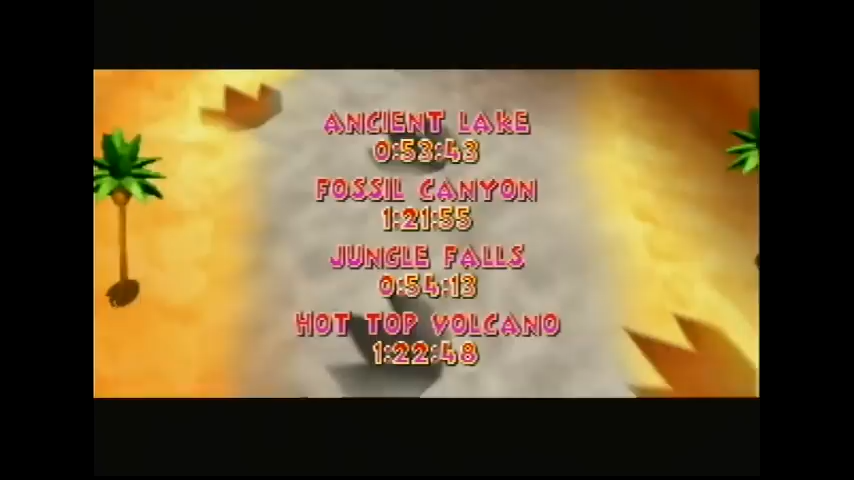 ANCIENT LAKE
0:53:43
FOSSIL CANYON
1:21:55
JUNGLE FALLS
0:54:13
HOT TOP VOLCANO
1:22:48